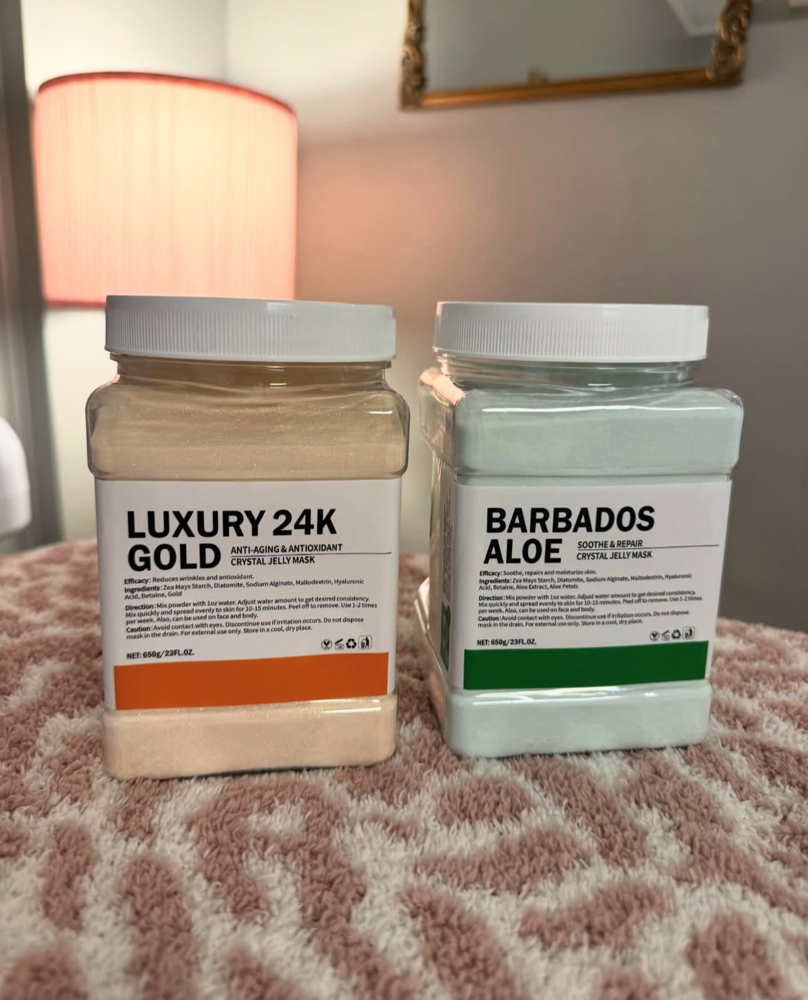 LUXURY 24K
GOLD
ANTI-AGING & ANTIOXIDANT
CRYSTAL JELLY MASK
Efficacy: Reduces wrinkles and antioxidant.
Ingredients: Zea Mays Starch, Diatomite, Sodium Alginate, Maltodextrin, Hyaluronic
Acid, Betaine, Gold
Direction: Mix powder with 1oz water. Adjust water amount to get desired consistency.
Mix quickly and spread evenly to skin for 10-15 minutes. Peel off to remove. Use 1-2 times
per week. Also, can be used on face and body.
Caution: Avoid contact with eyes. Discontinue use if irritation occurs. Do not dispose
mask in the drain. For external use only. Store in a cool, dry place.
NET: 650g/23FL.OZ.
BARBADOS
ALOE
SOOTHE & REPAIR
CRYSTAL JELLY MASK
Efficacy: Soothe, repairs and moisturize skin.
Ingredients: Zea Mays Starch, Diatomite, Sodium Alginate, Maltodextrin, Hyaluronic
Acid, Betaine, Aloe Extract, Aloe Petals
Direction: Mix powder with 1oz water. Adjust water amount to get desired consistency.
Mix quickly and spread evenly to skin for 10-15 minutes. Peel off to remove. Use 1-2 times
per week. Also, can be used on face and body.
Caution: Avoid contact with eyes. Discontinue use if irritation occurs. Do not dispose
mask in the drain. For external use only. Store in a cool, dry place.
NET: 650g/23FL.OZ.